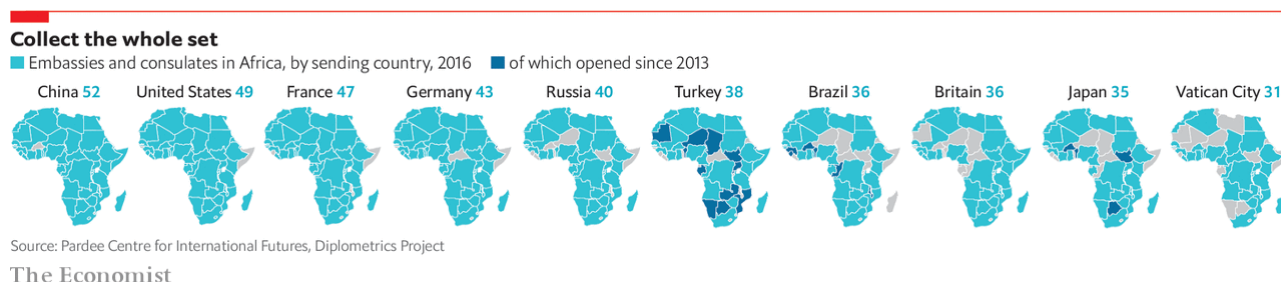 Collect the whole set
Embassies and consulates in Africa, by sending country, 2016 of which opened since 2013
China 52 United States 49 France 47 Germany 43 Russia 40 Turkey 38 Brazil 36 Britain 36 Japan 35 Vatican City 31
Source: Pardee Centre for International Futures, Diplometrics Project
The Economist